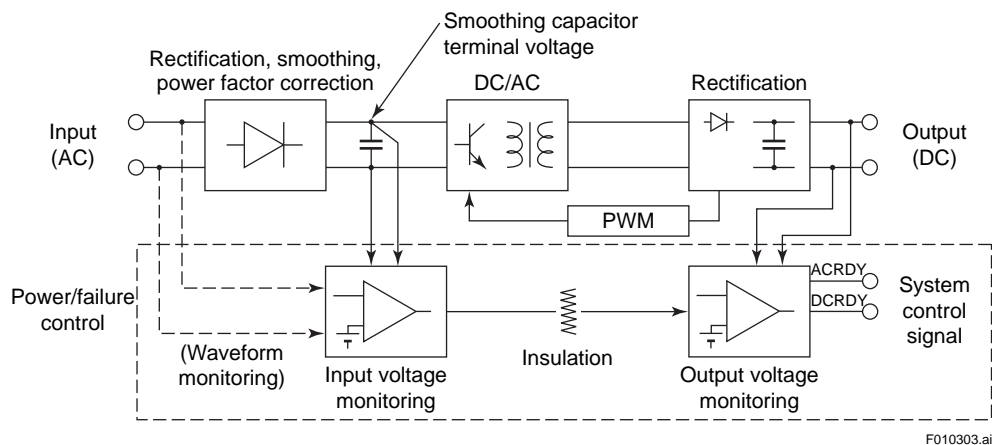 Smoothing capacitor
terminal voltage
Rectification, smoothing,
power factor correction
DC/AC
Rectification
Input
(AC)
Output
(DC)
PWM
Power/failure
control
ACRDY
DCRDY
System
control
signal
(Waveform
monitoring)
Insulation
Input voltage
monitoring
Output voltage
monitoring
F010303.ai